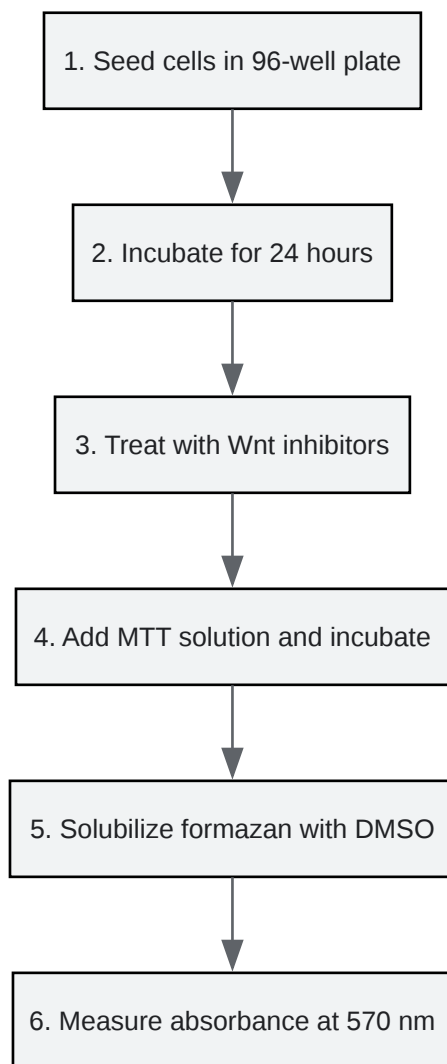 1. Seed cells in 96-well plate
2. Incubate for 24 hours
3. Treat with Wnt inhibitors
4. Add MTT solution and incubate
5. Solubilize formazan with DMSO
6. Measure absorbance at 570 nm